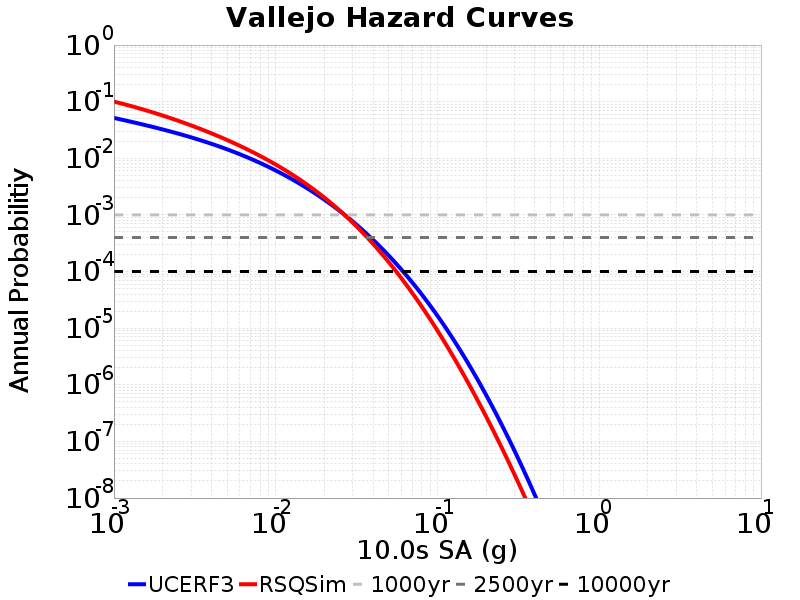 Vallejo Hazard Curves
10^0
10^-1
10^-2
10^-3
10^-4
10^-5
10^-6
10^-7
10^-8
Annual Probabilitiy
10^-3 10^-2 10^-1 10^0 10^1
10.0s SA (g)
UCERF3 RSQSim 1000yr 2500yr 10000yr